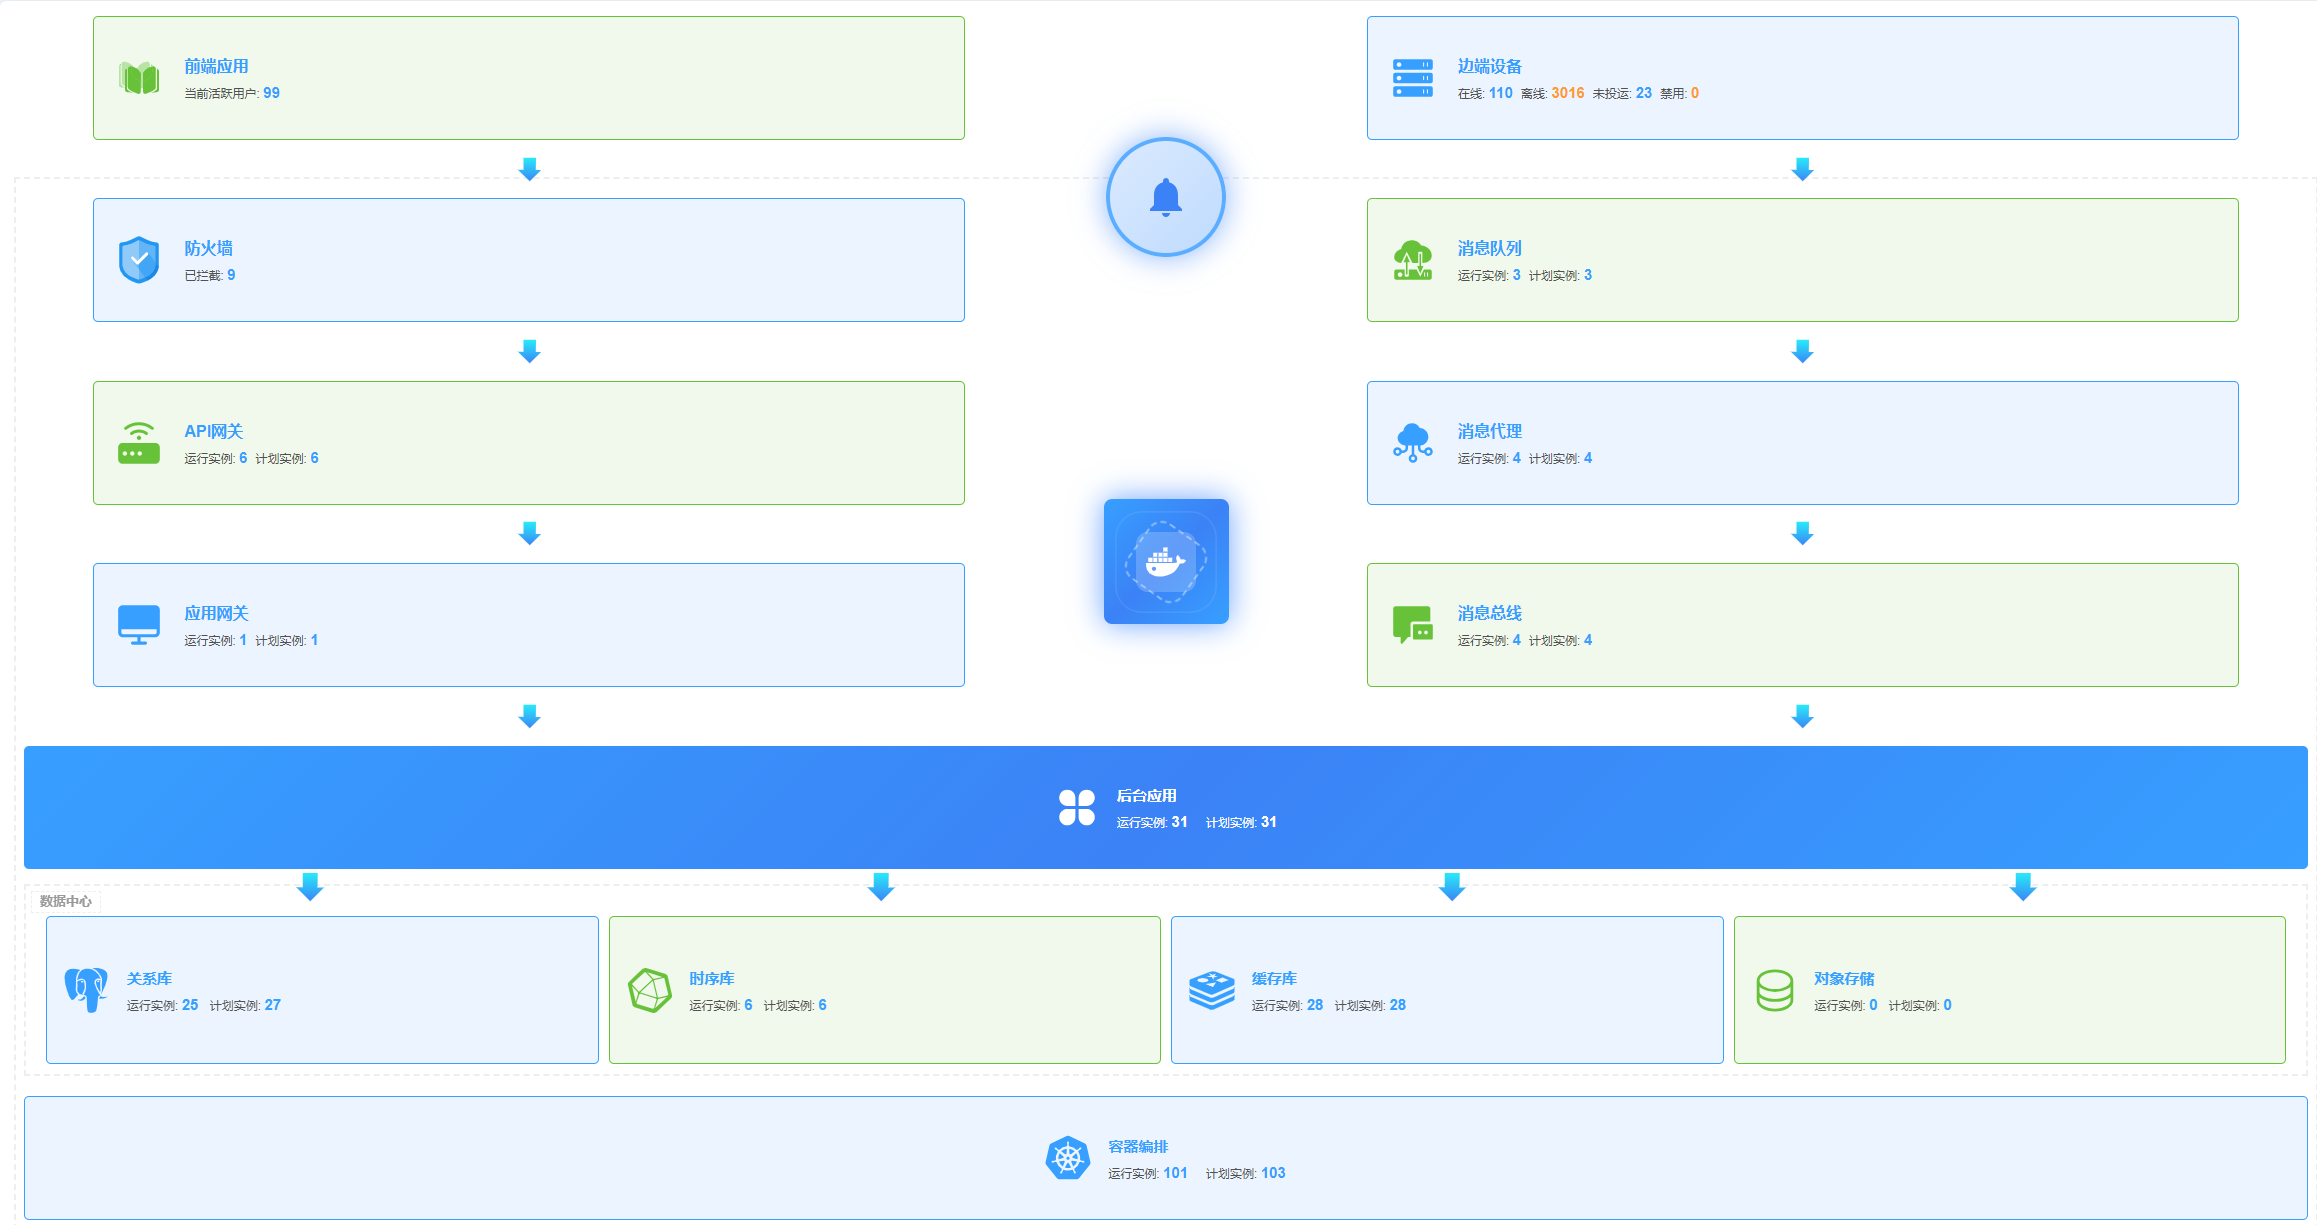 前端应用
当前活跃用户: 99
边端设备
在线: 110 离线: 3016 未投运: 23 禁用: 0
防火墙
已拦截: 9
消息队列
运行实例: 3 计划实例: 3
API网关
运行实例: 6 计划实例: 6
消息代理
运行实例: 4 计划实例: 4
应用网关
运行实例: 1 计划实例: 1
消息总线
运行实例: 4 计划实例: 4
后台应用
运行实例: 31 计划实例: 31
数据中心
关系库
运行实例: 25 计划实例: 27
时序库
运行实例: 6 计划实例: 6
缓存库
运行实例: 28 计划实例: 28
对象存储
运行实例: 0 计划实例: 0
容器编排
运行实例: 101 计划实例: 103